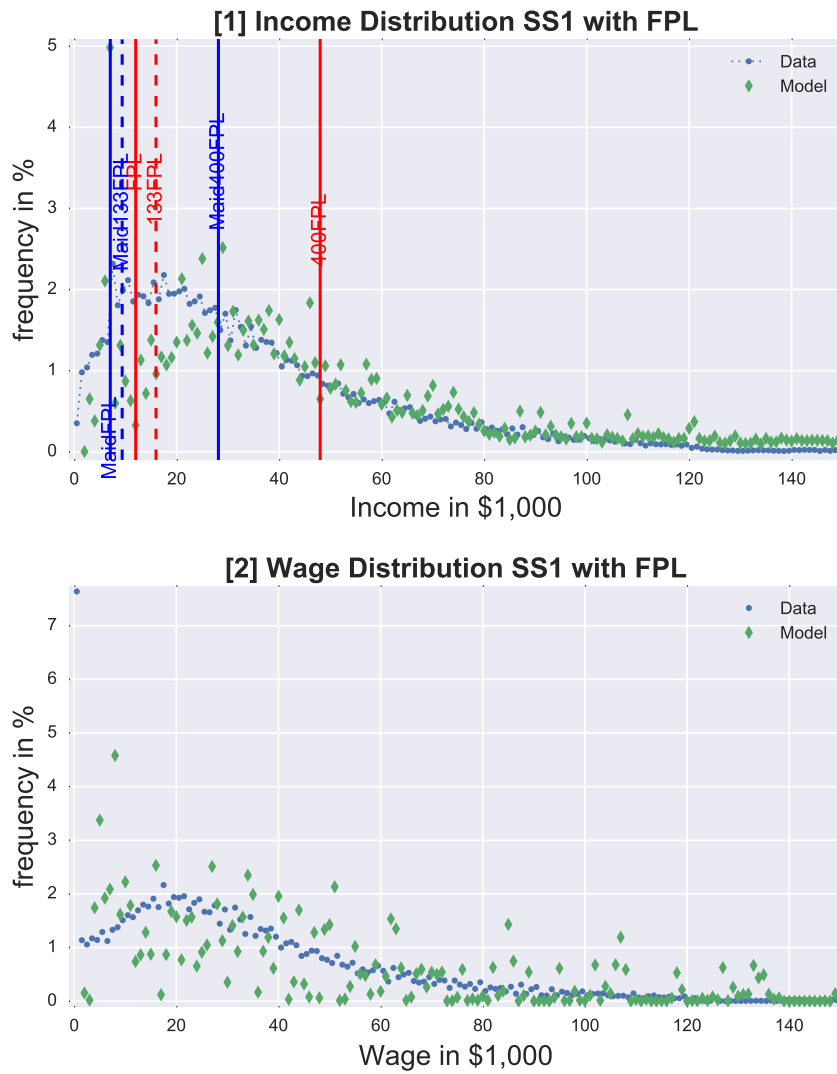 [1] Income Distribution SS1 with FPL
5
4
3
2
1
0
frequency in %
Data
Model
MaidFPL
Maid133FPL
FPL
133FPL
Maid400FPL
400FPL
0 20 40 60 80 100 120 140
Income in $1,000
[2] Wage Distribution SS1 with FPL
7
6
5
4
3
2
1
0
frequency in %
Data
Model
0 20 40 60 80 100 120 140
Wage in $1,000